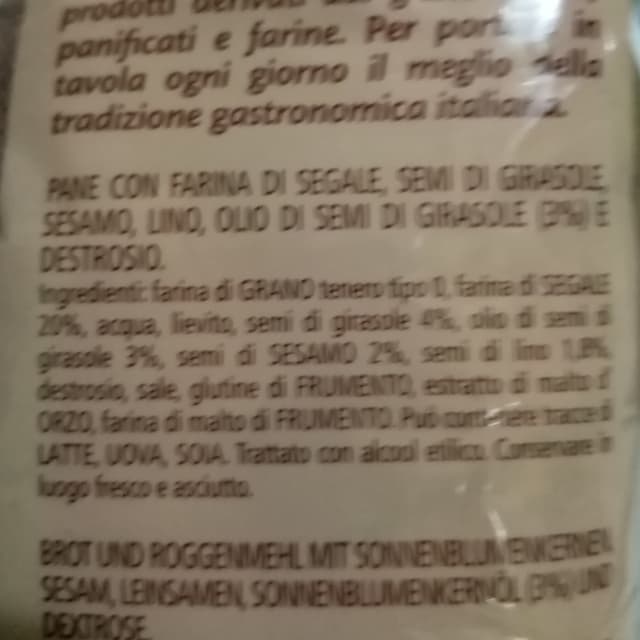 prodotti derivati
panificati e farine. Per portare in
tavola ogni giorno il meglio della
tradizione gastronomica italiana.
PANE CON FARINA DI SEGALE, SEMI DI GIRASOLE,
SESAMO, LINO, OLIO DI SEMI DI GIRASOLE (3%) E
DESTROSIO.
Ingredienti: farina di GRANO tenero tipo 0, farina di SEGALE
20%, acqua, lievito, semi di girasole 4%, olio di semi di
girasole 3%, semi di SESAMO 2%, semi di lino 1,8%,
destrosio, sale, glutine di FRUMENTO, estratto di malto d'
ORZO, farina di malto di FRUMENTO. Può contenere tracce di
LATTE, UOVA, SOIA. Trattato con alcool etilico. Conservare in
luogo fresco e asciutto.
BROT UND ROGGENMEHL MIT SONNENBLUMENKERNEN,
SESAM, LEINSAMEN, SONNENBLUMENKERNÖL (3%) UND
DEXTROSE